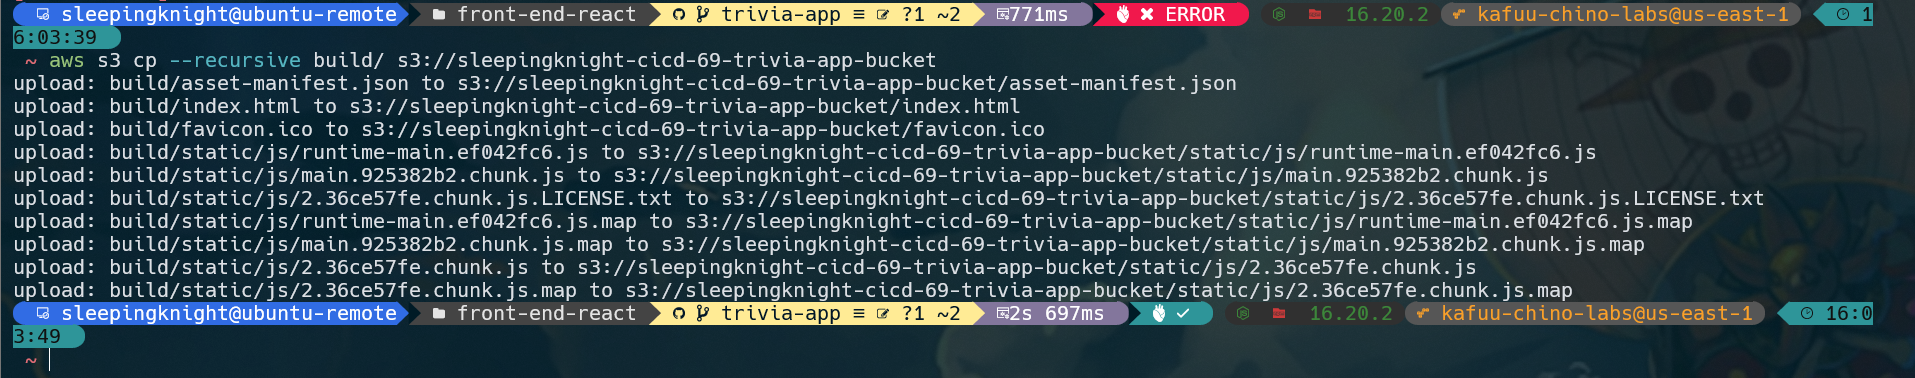 sleepingknight@ubuntu-remote front-end-react trivia-app ≡ ?1 ~2 771ms ✖ ERROR 16.20.2 kafuu-chino-labs@us-east-1 1
6:03:39
~ aws s3 cp --recursive build/ s3://sleepingknight-cicd-69-trivia-app-bucket
upload: build/asset-manifest.json to s3://sleepingknight-cicd-69-trivia-app-bucket/asset-manifest.json
upload: build/index.html to s3://sleepingknight-cicd-69-trivia-app-bucket/index.html
upload: build/favicon.ico to s3://sleepingknight-cicd-69-trivia-app-bucket/favicon.ico
upload: build/static/js/runtime-main.ef042fc6.js to s3://sleepingknight-cicd-69-trivia-app-bucket/static/js/runtime-main.ef042fc6.js
upload: build/static/js/main.925382b2.chunk.js to s3://sleepingknight-cicd-69-trivia-app-bucket/static/js/main.925382b2.chunk.js
upload: build/static/js/2.36ce57fe.chunk.js.LICENSE.txt to s3://sleepingknight-cicd-69-trivia-app-bucket/static/js/2.36ce57fe.chunk.js.LICENSE.txt
upload: build/static/js/runtime-main.ef042fc6.js.map to s3://sleepingknight-cicd-69-trivia-app-bucket/static/js/runtime-main.ef042fc6.js.map
upload: build/static/js/main.925382b2.chunk.js.map to s3://sleepingknight-cicd-69-trivia-app-bucket/static/js/main.925382b2.chunk.js.map
upload: build/static/js/2.36ce57fe.chunk.js to s3://sleepingknight-cicd-69-trivia-app-bucket/static/js/2.36ce57fe.chunk.js
upload: build/static/js/2.36ce57fe.chunk.js.map to s3://sleepingknight-cicd-69-trivia-app-bucket/static/js/2.36ce57fe.chunk.js.map
sleepingknight@ubuntu-remote front-end-react trivia-app ≡ ?1 ~2 2s 697ms ✓ 16.20.2 kafuu-chino-labs@us-east-1 16:0
3:49
~